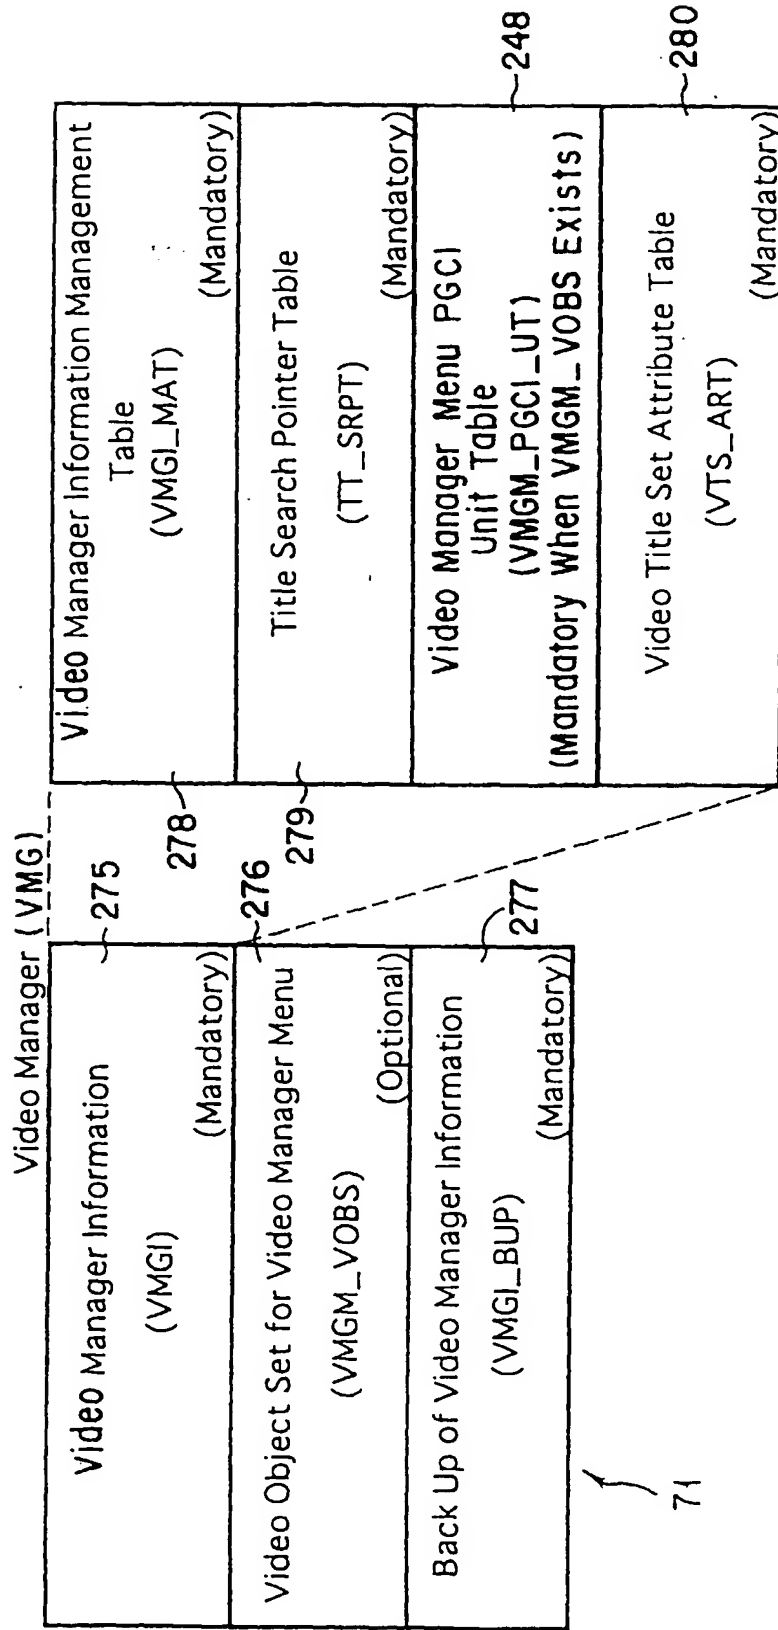 Video Manager (VMG)
Video Manager Information
(VMGI)
(Mandatory)
275
Video Object Set for Video Manager Menu
(VMGM_VOBS)
(Optional)
276
Back Up of Video Manager Information
(VMGI_BUP)
(Mandatory)
277
71
Video Manager Information Management
Table
(VMGI_MAT)
(Mandatory)
278
Title Search Pointer Table
(TT_SRPT)
(Mandatory)
279
Video Manager Menu PGCI
Unit Table
(VMGM_PGCI_UT)
(Mandatory When VMGM_VOBS Exists)
248
Video Title Set Attribute Table
(VTS_ART)
(Mandatory)
280